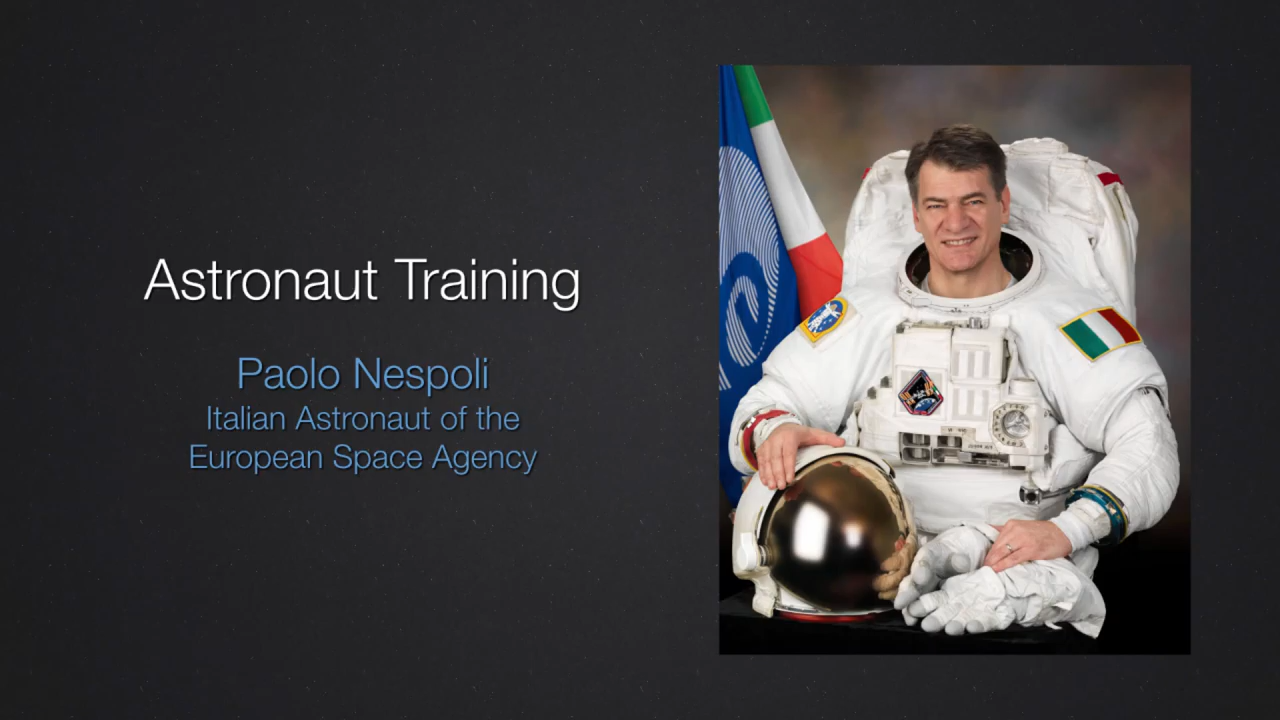 Astronaut Training
Paolo Nespoli
Italian Astronaut of the
European Space Agency